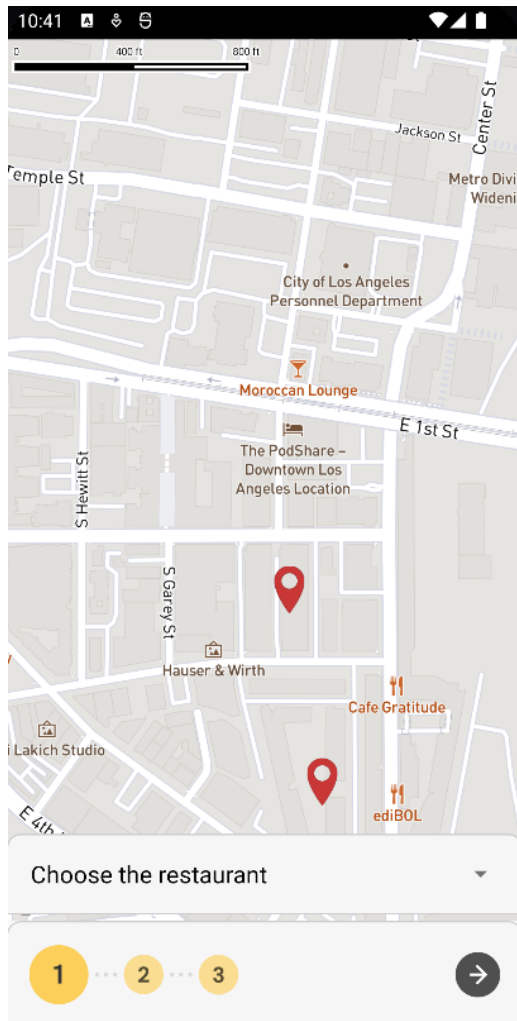 10:41
0 400 ft 800 ft
Jackson St
Center St
Temple St
Metro Divi
Wideni
City of Los Angeles
Personnel Department
Moroccan Lounge
E 1st St
The PodShare –
Downtown Los
Angeles Location
S Hewitt St
S Garey St
Hauser & Wirth
Cafe Gratitude
i Lakich Studio
ediBOL
E 4th
Choose the restaurant
1 2 3